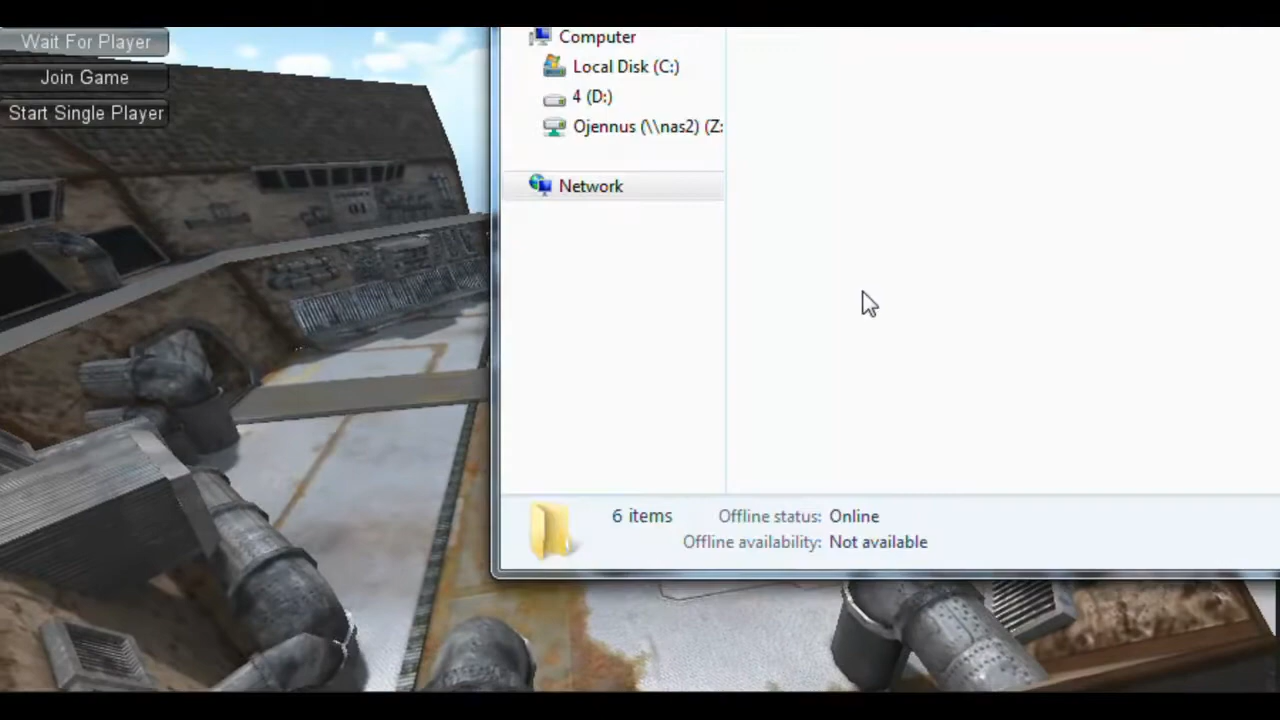 Wait For Player
Join Game
Start Single Player
Computer
Local Disk (C:)
4 (D:)
Ojennus (\\nas2) (Z:
Network
6 items
Offline status: Online
Offline availability: Not available